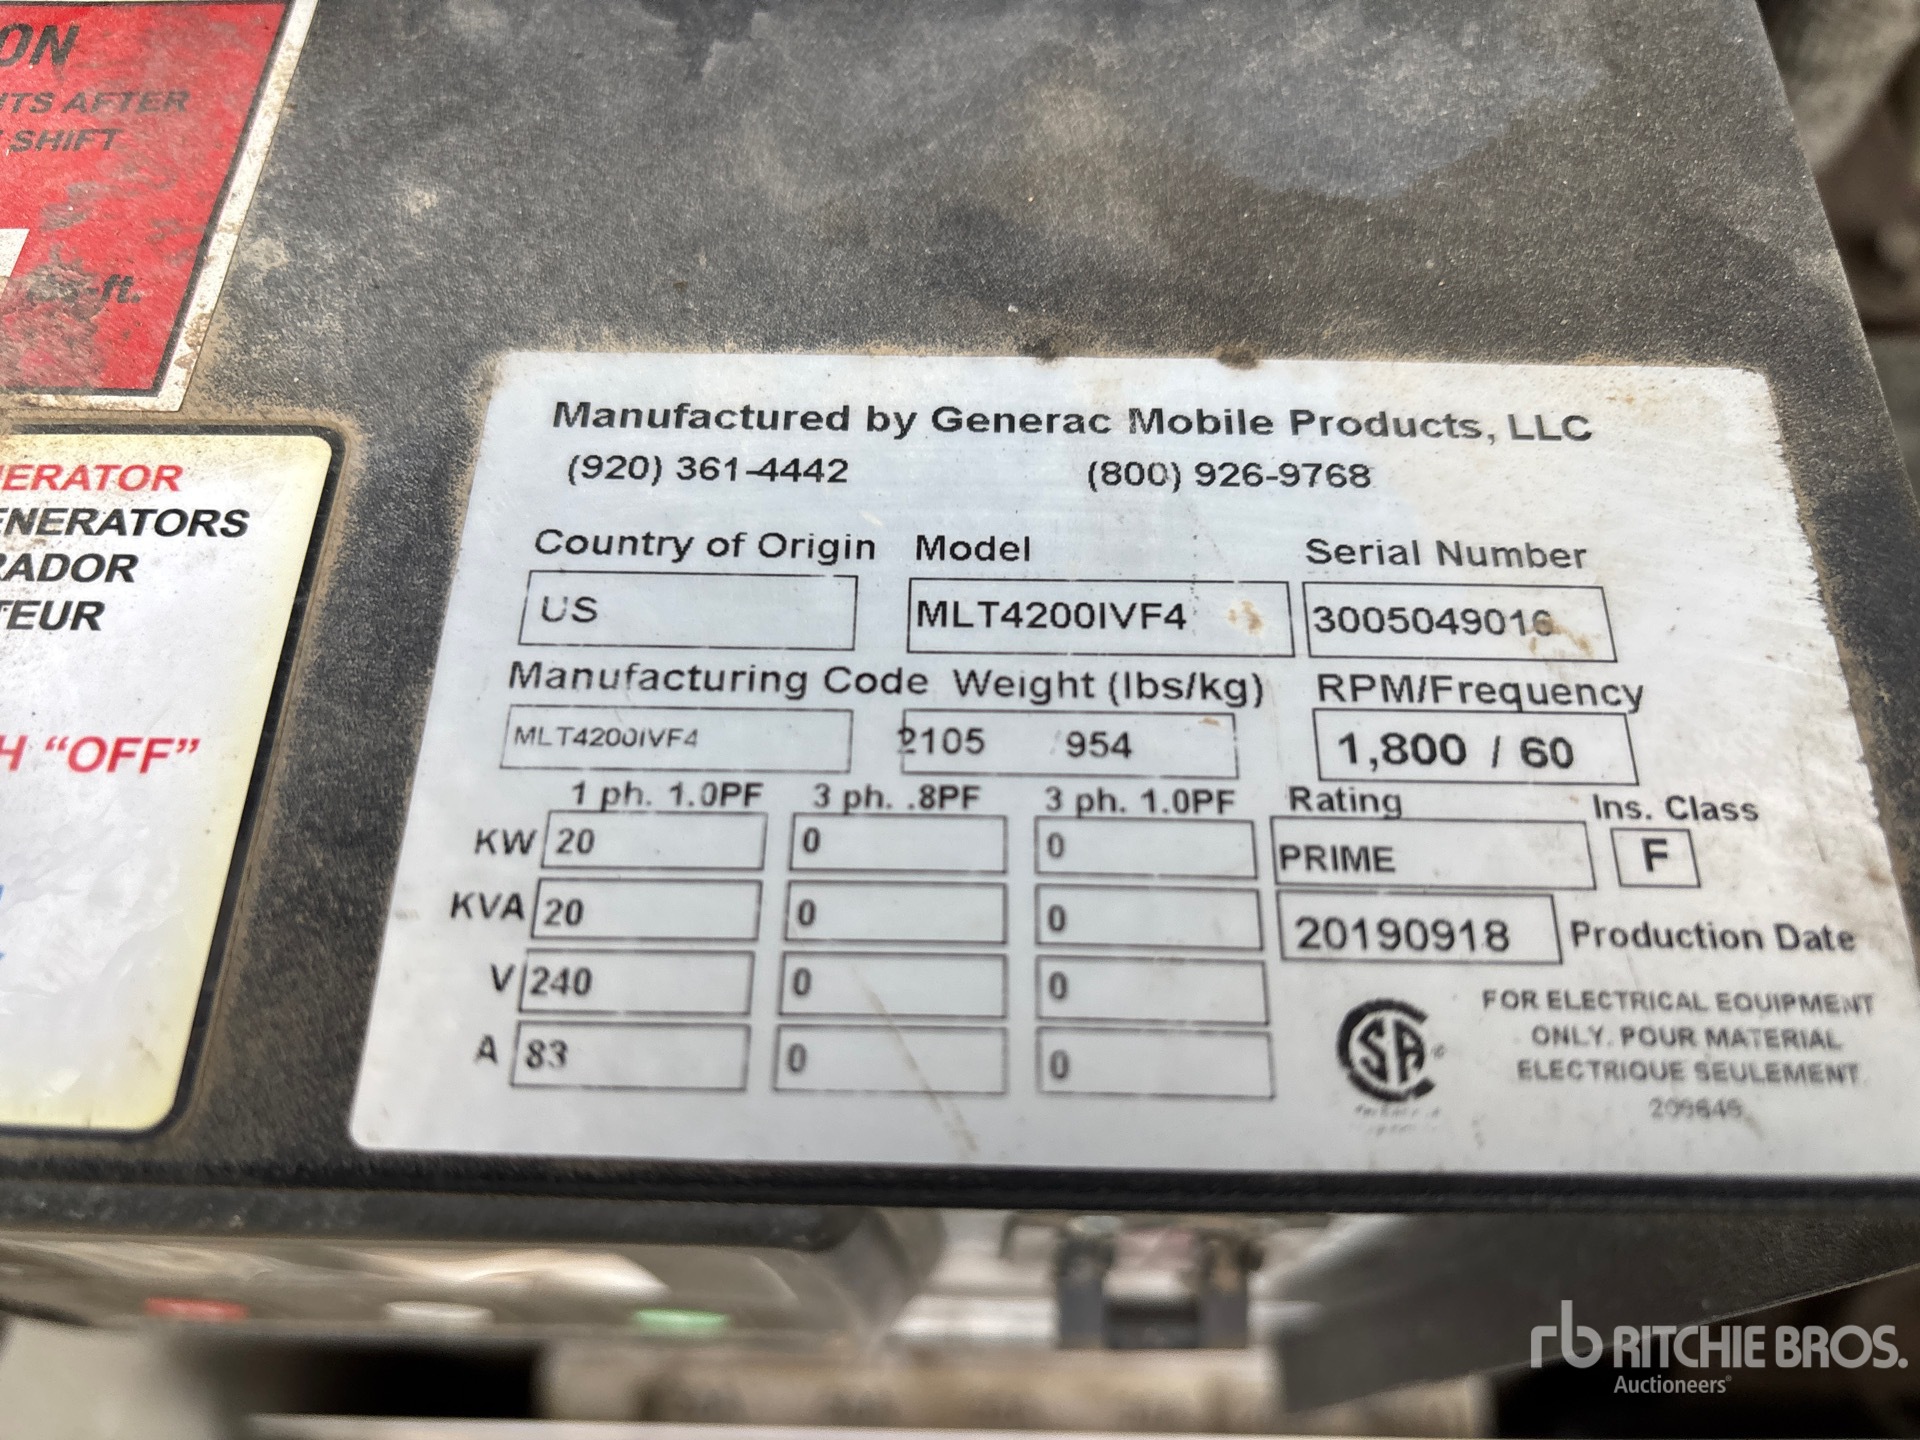 ON
TS AFTER
SHIFT
-ft.
ERATOR
ENERATORS
RADOR
TEUR
H "OFF"
Manufactured by Generac Mobile Products, LLC
(920) 361-4442 (800) 926-9768
Country of Origin Model Serial Number
US MLT4200IVF4 3005049016
Manufacturing Code Weight (lbs/kg) RPM/Frequency
MLT4200IVF4 2105 954 1,800 / 60
1 ph. 1.0PF 3 ph. .8PF 3 ph. 1.0PF Rating Ins. Class
KW 20 0 0 PRIME F
KVA 20 0 0 20190918 Production Date
V 240 0 0
A 83 0 0
SA
FOR ELECTRICAL EQUIPMENT
ONLY. POUR MATERIAL
ELECTRIQUE SEULEMENT
209646
rb RITCHIE BROS.
Auctioneers